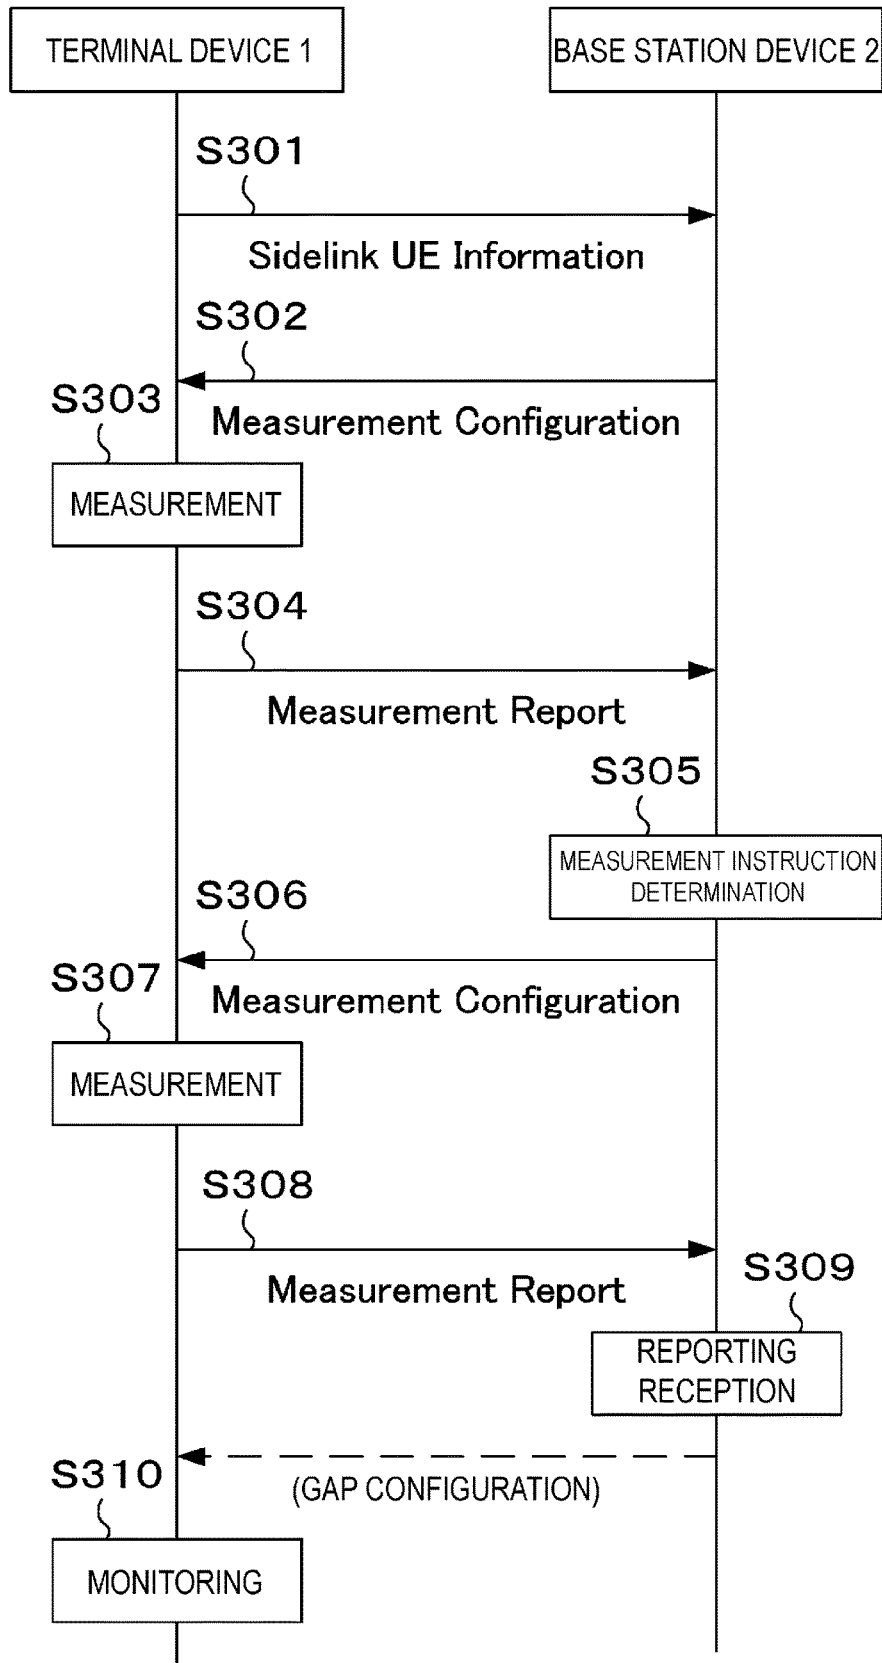 TERMINAL DEVICE 1
BASE STATION DEVICE 2
S301
Sidelink UE Information
S302
Measurement Configuration
S303
MEASUREMENT
S304
Measurement Report
S305
MEASUREMENT INSTRUCTION
DETERMINATION
S306
Measurement Configuration
S307
MEASUREMENT
S308
Measurement Report
S309
REPORTING
RECEPTION
(GAP CONFIGURATION)
S310
MONITORING